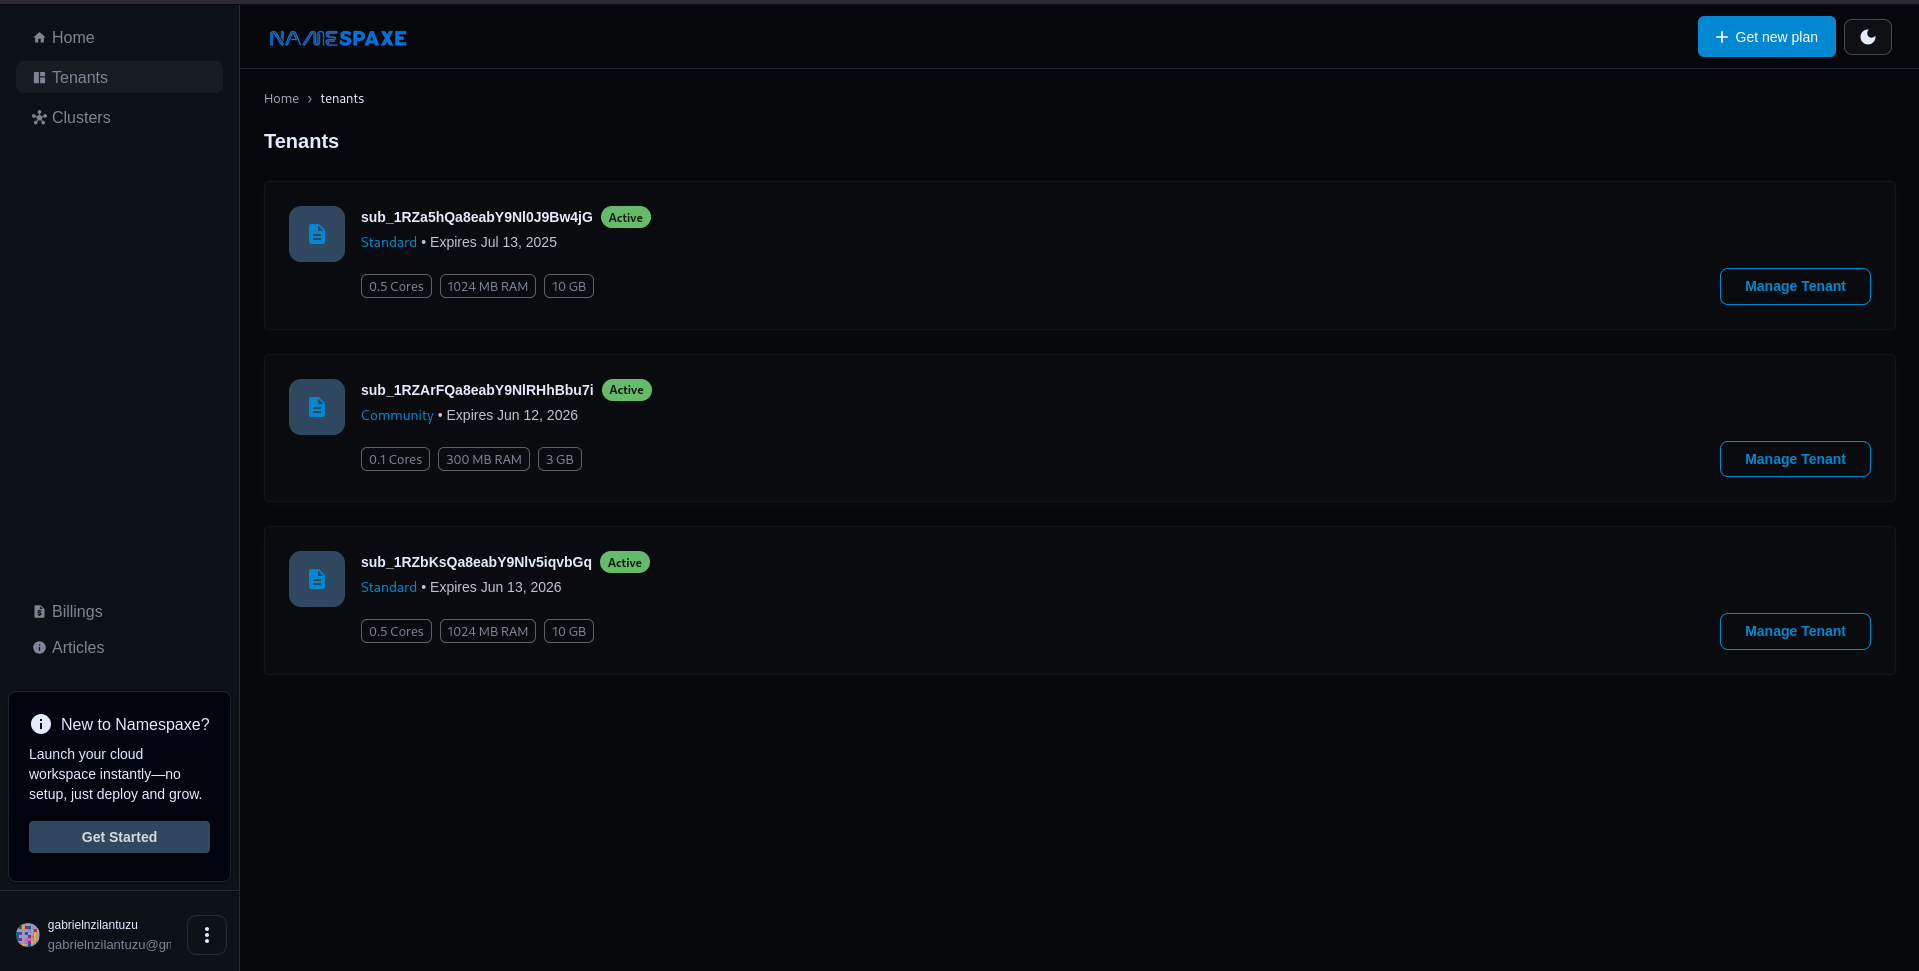 Home
Tenants
Clusters
Billings
Articles
New to Namespaxe?
Launch your cloud
workspace instantly—no
setup, just deploy and grow.
Get Started
gabrielnzilantuzu
gabrielnzilantuzu@gr
NAMESPAXE
Get new plan
Home › tenants
Tenants
sub_1RZa5hQa8eabY9Nl0J9Bw4jG Active
Standard • Expires Jul 13, 2025
0.5 Cores 1024 MB RAM 10 GB
Manage Tenant
sub_1RZArFQa8eabY9NlRHhBbu7i Active
Community • Expires Jun 12, 2026
0.1 Cores 300 MB RAM 3 GB
Manage Tenant
sub_1RZbKsQa8eabY9Nlv5iqvbGq Active
Standard • Expires Jun 13, 2026
0.5 Cores 1024 MB RAM 10 GB
Manage Tenant